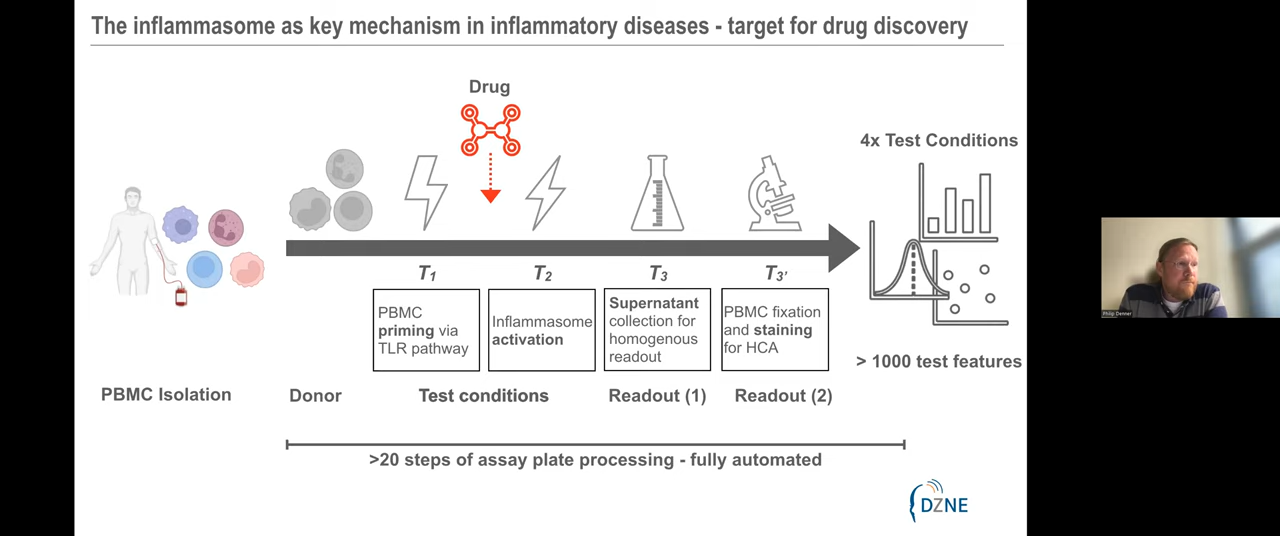 The inflammasome as key mechanism in inflammatory diseases - target for drug discovery
Drug
4x Test Conditions
T1
T2
T3
T3'
PBMC
priming via
TLR pathway
Inflammasome
activation
Supernatant
collection for
homogenous
readout
PBMC fixation
and staining
for HCA
> 1000 test features
PBMC Isolation
Donor
Test conditions
Readout (1)
Readout (2)
>20 steps of assay plate processing - fully automated
DZNE
Philip Denner